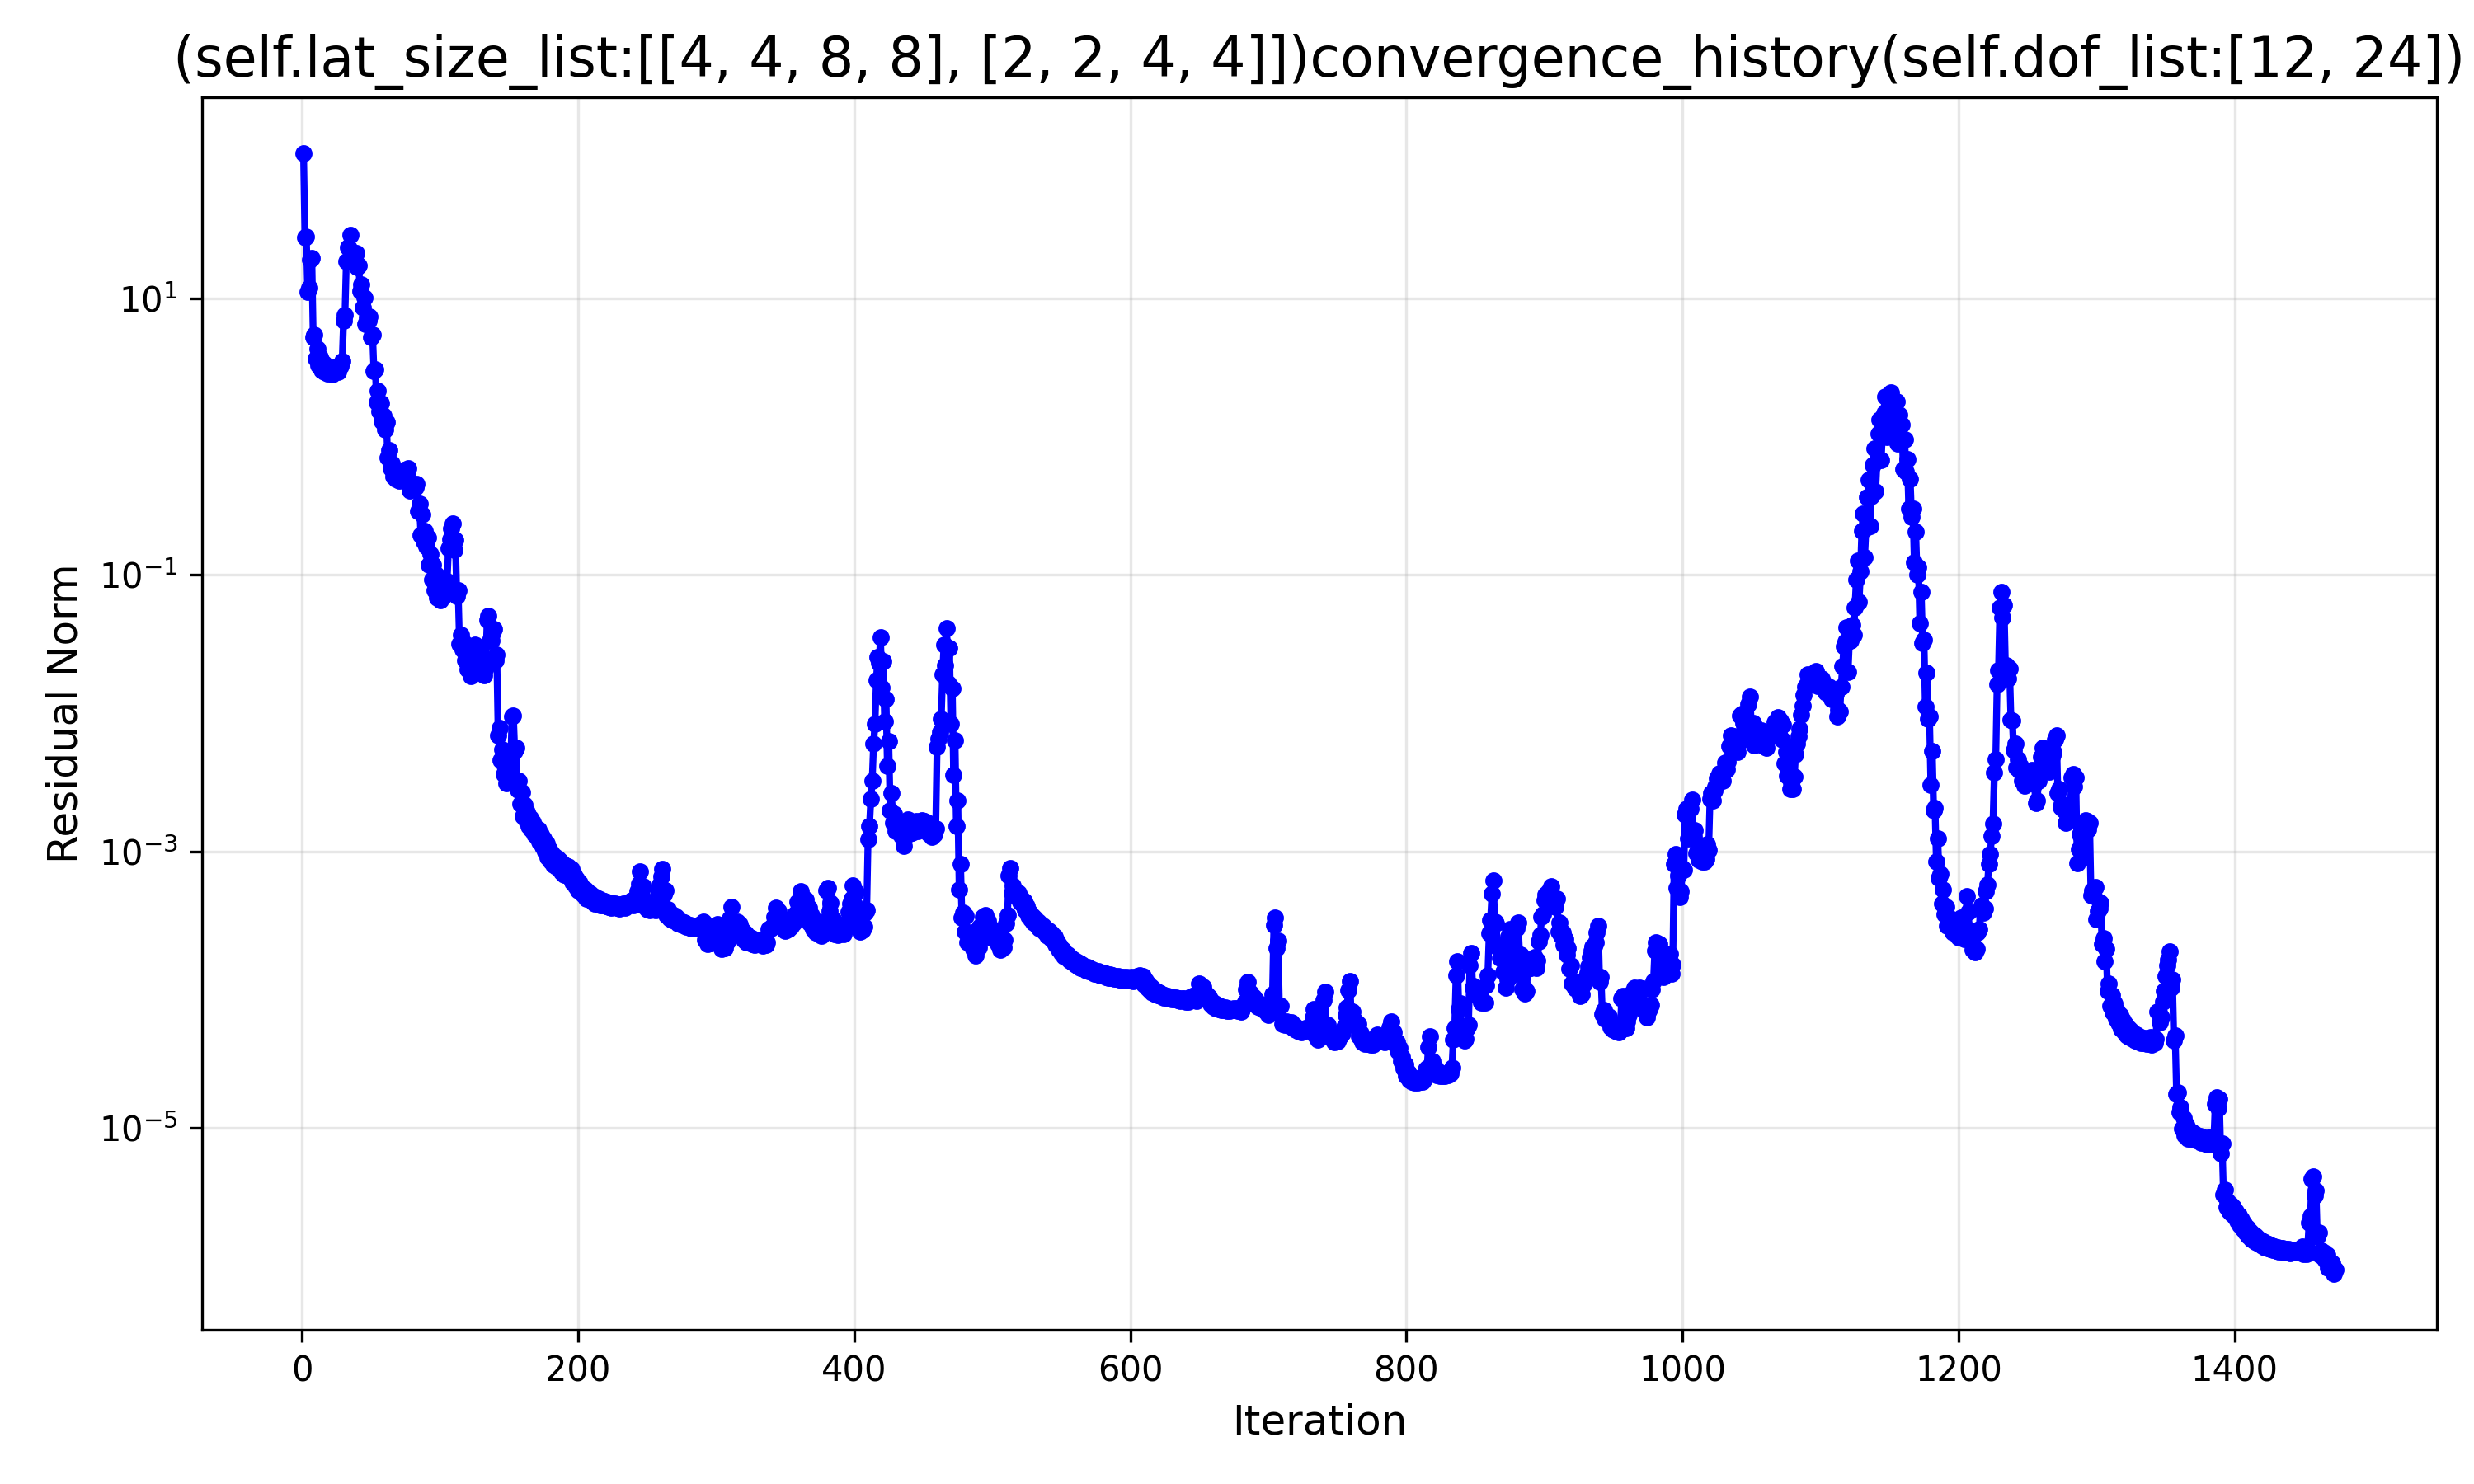 (self.lat_size_list:[[4, 4, 8, 8], [2, 2, 4, 4]])convergence_history(self.dof_list:[12, 24])
Residual Norm
10¹
10⁻¹
10⁻³
10⁻⁵
0 200 400 600 800 1000 1200 1400
Iteration